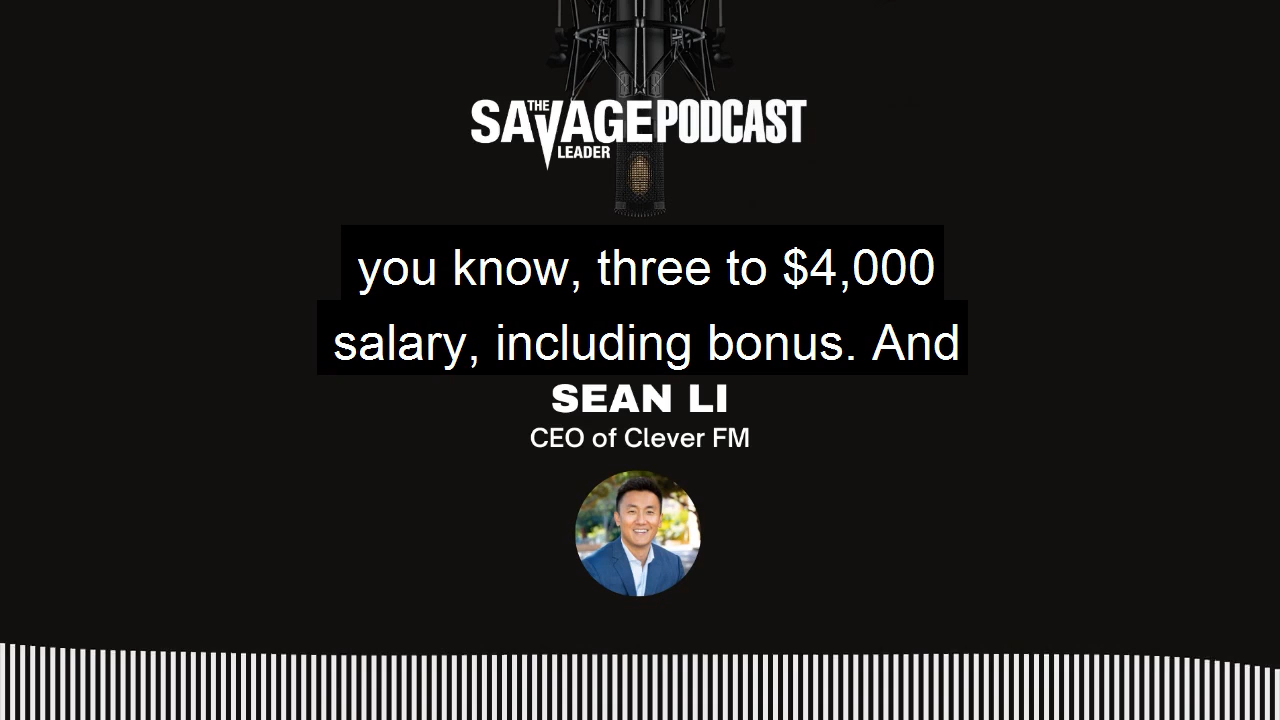 THE SAVAGE LEADER PODCAST
you know, three to $4,000
salary, including bonus. And
SEAN LI
CEO of Clever FM